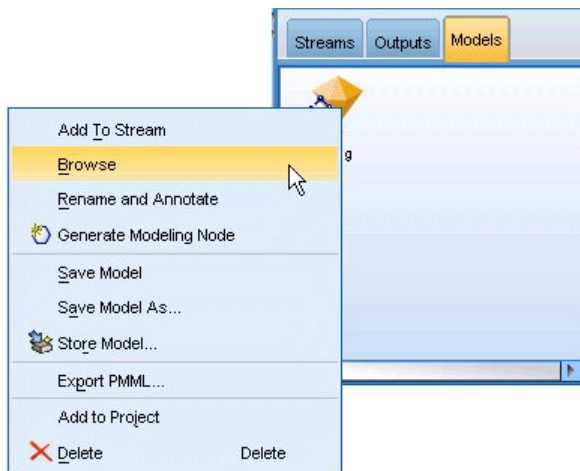 Streams Outputs Models
g
Add To Stream
Browse
Rename and Annotate
Generate Modeling Node
Save Model
Save Model As...
Store Model...
Export PMML...
Add to Project
Delete Delete